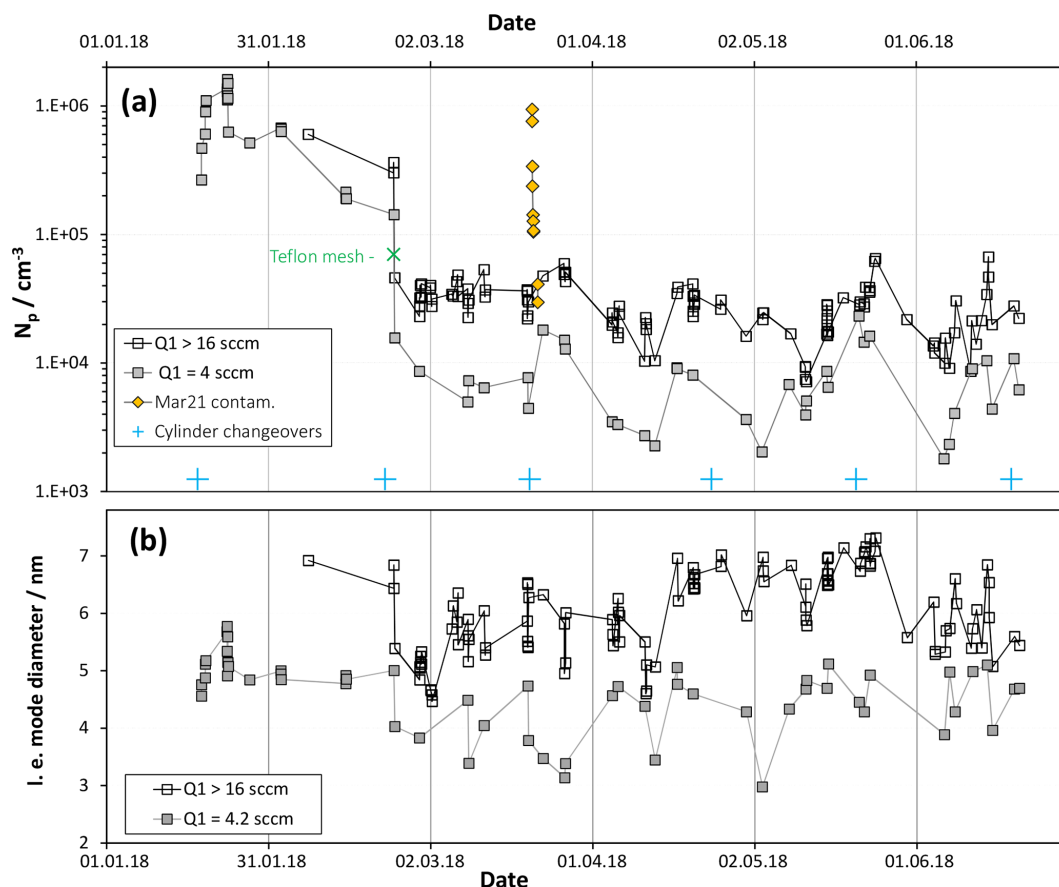 Date
01.01.18 31.01.18 02.03.18 01.04.18 02.05.18 01.06.18
(a)
1.E+06
1.E+05
1.E+04
1.E+03
Np / cm-3
Teflon mesh -
Q1 > 16 sccm
Q1 = 4 sccm
Mar21 contam.
Cylinder changeovers
(b)
7
6
5
4
3
2
I. e. mode diameter / nm
Q1 > 16 sccm
Q1 = 4.2 sccm
01.01.18 31.01.18 02.03.18 01.04.18 02.05.18 01.06.18
Date